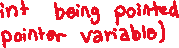 int being pointed
pointer variable)